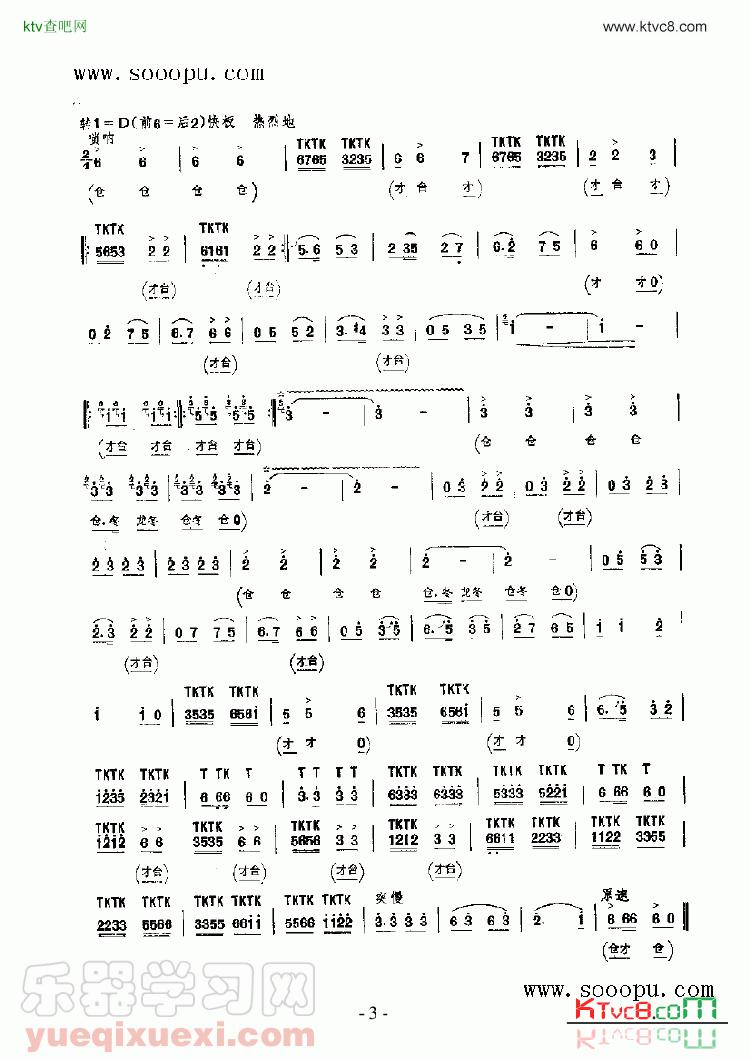 ktv查吧网
www.ktvc8.com
www.sooopu.com
转1=D(前6=后2)快板 热烈地
唢呐
TKTK TKTK TKTK TKTK
2/4 6 6 | 6 6 | 6765 3235 | 6 6 7 | 6765 3235 | 2 2 3 |
(仓 仓 仓 仓) (才台 才) (才台 才)
TKTK TKTK
5653 2 2 | 6161 2 2 :| 5.6 5 3 | 2 35 2 7 | 6.2 7 5 | 6 6 0 |
(才台) (才台) (才 才0)
0 2 7 5 | 6.7 6 6 | 0 5 5 2 | 3.4 3 3 | 0 5 3 5 | i - | i - |
(才台) (才台)
(才台 才台 才台 才台) (仓 仓 仓 仓
3 - | 3 - | 3 3 | 3 3 |
2 - | 2 - | 0 3 2 2 | 0 3 2 2 |
仓.冬 龙冬 仓冬 仓0) (才台) (才台)
2 3 2 3 | 2 3 2 3 | 2 2 | 2 2 | 2 - | 2 - | 0 5 5 3 |
(仓 仓 仓 仓 仓.冬 龙冬 仓冬 仓0)
2.3 2 2 | 0 7 7 5 | 6.7 6 6 | 0 5 3 5 | 6.5 3 5 | 2 7 6 5 | i i 2 |
(才台) (才台)
TKTK TKTK TKTK TKTK
i i 0 | 3535 656i | 5 5 6 | 3535 656i | 5 5 6 | 6.5 3 2 |
(才 才 0) (才 才 0)
TKTK TKTK T TK T T T T T TKTK TKTK TKTK TKTK T TK T
i235 232i | 6 66 6 0 | 3.3 3 3 | 6333 6333 | 5333 522i | 6 66 6 0 |
TKTK TKTK TKTK TKTK TKTK TKTK TKTK TKTK
1212 6 6 | 3535 6 6 | 5656 3 3 | 1212 3 3 | 6611 2233 | 1122 3355 |
(才台) (才台) (才台) (才台)
TKTK TKTK TKTK TKTK TKTK TKTK 突慢 原速
2233 5566 | 3355 66ii | 5566 ii22 | 3.3 3 3 | 6 3 6 3 | 2. i | 6 66 6 0 ‖
(仓才 仓)
www.sooopu.com
乐器学习网
yueqixuexi.com
- 3 -
KTVC8.com